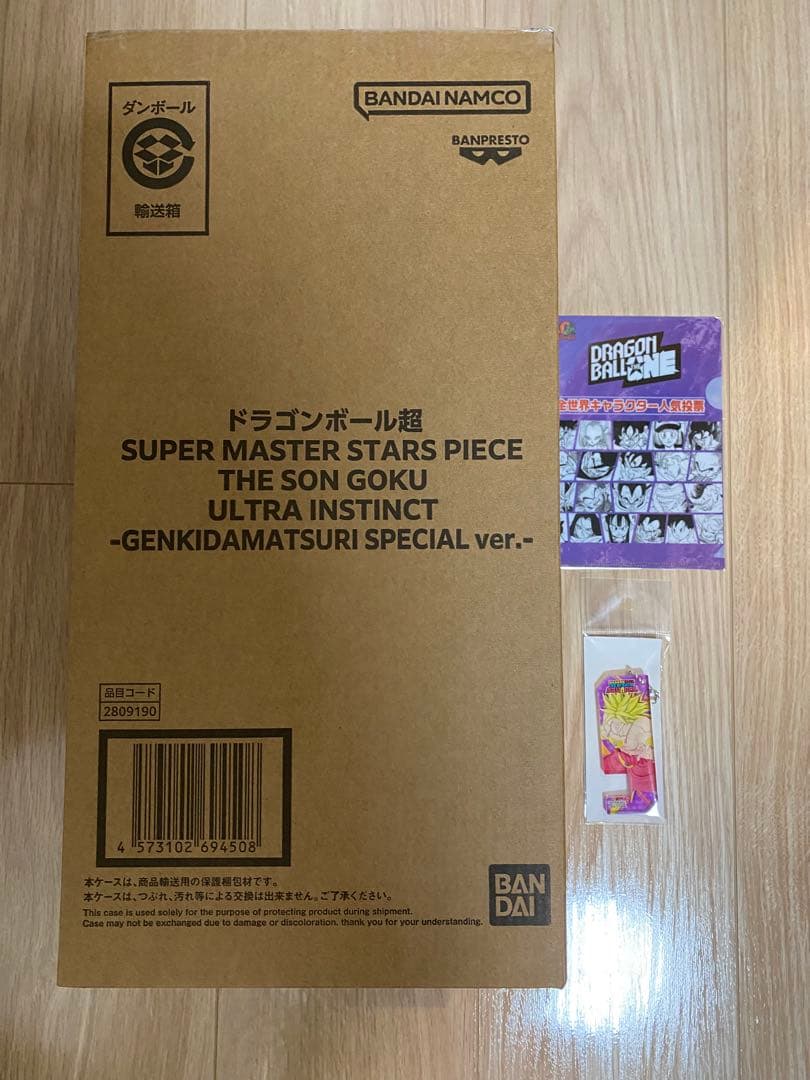 ダンボール
輸送箱
BANDAI NAMCO
BANPRESTO
ドラゴンボール超
SUPER MASTER STARS PIECE
THE SON GOKU
ULTRA INSTINCT
-GENKIDAMATSURI SPECIAL ver.-
品目コード
2809190
4 573102 694508
本ケースは、商品輸送用の保護梱包材です。
本ケースは、つぶれ、汚れ等による交換は出来ません。ご了承ください。
This case is used solely for the purpose of protecting product during shipment.
Case may not be exchanged due to damage or discoloration. thank you for your understanding.
BAN
DAI
DRAGON
BALL ONE
全世界キャラクター人気投票